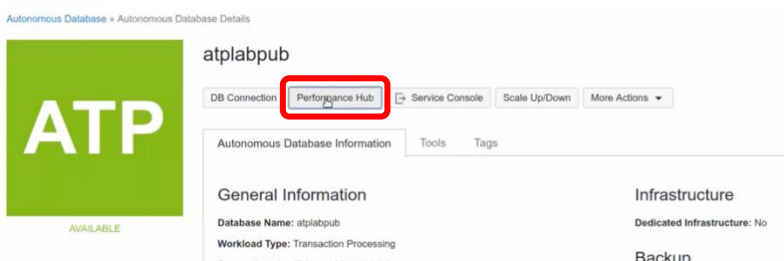 Autonomous Database » Autonomous Database Details
atplabpub
ATP
DB Connection Performance Hub Service Console Scale Up/Down More Actions
Autonomous Database Information Tools Tags
General Information Infrastructure
Database Name: atplabpub Dedicated Infrastructure: No
AVAILABLE
Workload Type: Transaction Processing
Backup